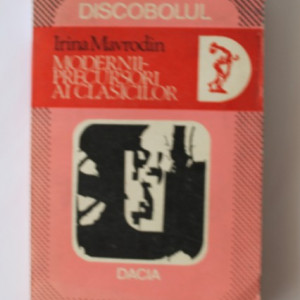 DISCOBOLUL
Irina Mavrodin
MODERNII-
PRECURSORI
AI CLASICILOR
DACIA